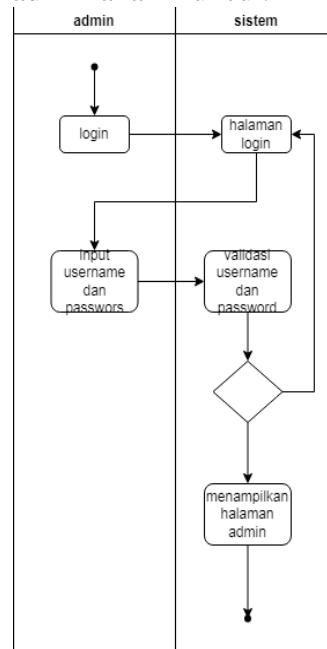 admin
sistem
login
halaman
login
input
username
dan
passwors
validasi
username
dan
password
menampilkan
halaman
admin